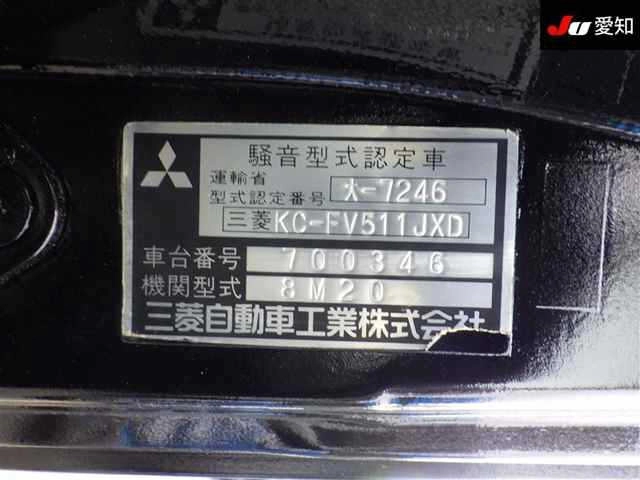 JU 愛知
騒音型式認定車
運輸省
型式認定番号 大-7246
三菱 KC-FV511JXD
車台番号 700346
機関型式 8M20
三菱自動車工業株式会社